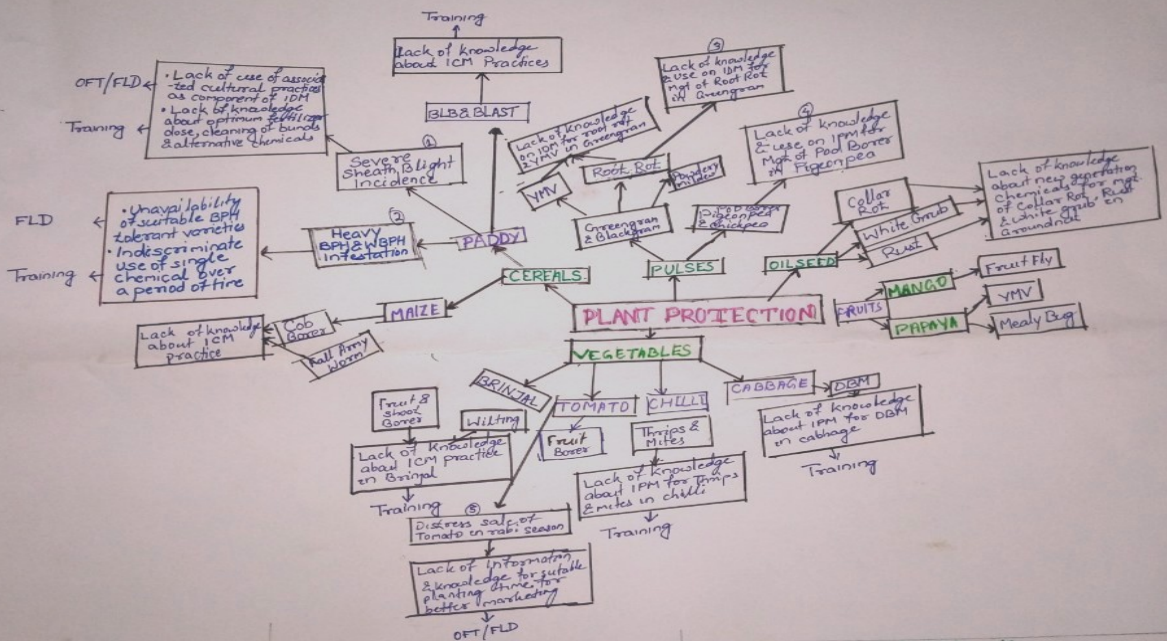 Training
Lack of knowledge
about ICM Practices
BLB & BLAST
OFT/FLD
Training
• Lack of use of associa
-ted cultural practices
as component of IDM
• Lack of knowledge
about optimum fertilizer
dose, cleaning of bunds
& alternative chemicals
①
Severe
Sheath Blight
Incidence
FLD
Training
• Unavailability
of suitable BPH
tolerant varieties
• Indiscriminate
use of single
chemical over
a period of time
②
Heavy
BPH & WBPH
Infestation
PADDY
CEREALS
MAIZE
Cob
Borer
Fall Army
Worm
Lack of knowledge
about ICM
practice
③
Lack of knowledge
& use on IDM for
mgt of Root Rot
in Greengram
Lack of knowledge
on IDM for root rot
& YMV in Greengram
Root Rot
YMV
Powdery
mildew
Greengram
& Blackgram
④
Lack of knowledge
& use on IPM for
Mgt of Pod Borer
in Pigeonpea
Pod borer
Pigeonpea
& chickpea
PULSES
OILSEED
Collar
Rot
White Grub
Rust
Lack of knowledge
about new generation
chemicals for mgt
of Collar Rot, Rust
& white grub in
Groundnut
PLANT PROTECTION
FRUITS
MANGO
Fruit Fly
PAPAYA
YMV
Mealy Bug
VEGETABLES
BRINJAL
Fruit &
shoot
Borer
Wilting
Lack of knowledge
about ICM practice
in Brinjal
Training
TOMATO
Fruit
Borer
⑤
Distress sale of
Tomato in rabi season
Lack of Information
& knowledge for sutable
planting time for
better marketing
OFT/FLD
CHILLI
Thrips &
Mites
Lack of knowledge
about IPM for Thrips
& mites in chilli
Training
CABBAGE
DBM
Lack of knowledge
about IPM for DBM
in cabbage
Training